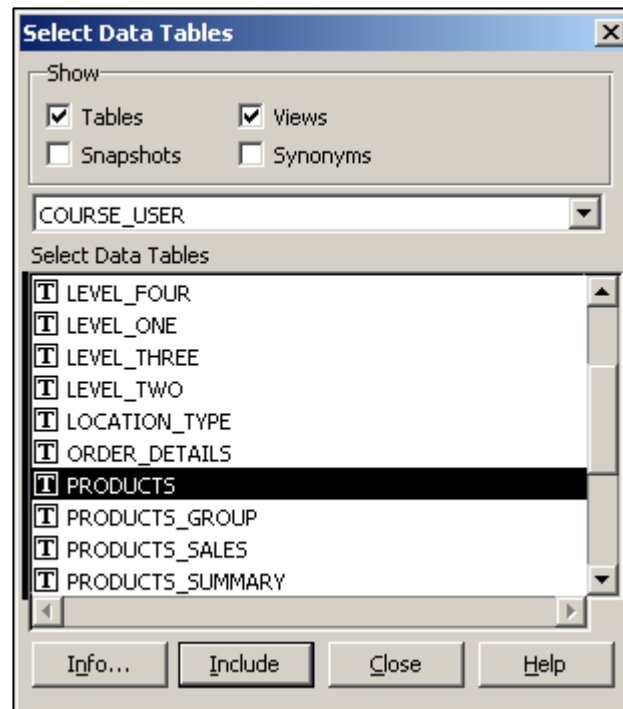 Select Data Tables
Show
Tables Views
Snapshots Synonyms
COURSE_USER
Select Data Tables
T LEVEL_FOUR
T LEVEL_ONE
T LEVEL_THREE
T LEVEL_TWO
T LOCATION_TYPE
T ORDER_DETAILS
T PRODUCTS
T PRODUCTS_GROUP
T PRODUCTS_SALES
T PRODUCTS_SUMMARY
Info... Include Close Help